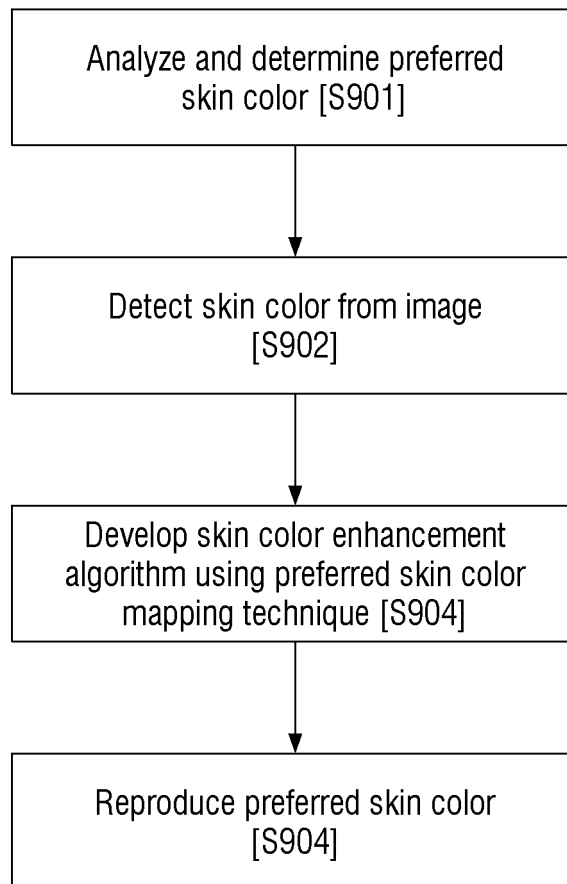 Analyze and determine preferred
skin color [S901]
Detect skin color from image
[S902]
Develop skin color enhancement
algorithm using preferred skin color
mapping technique [S904]
Reproduce preferred skin color
[S904]